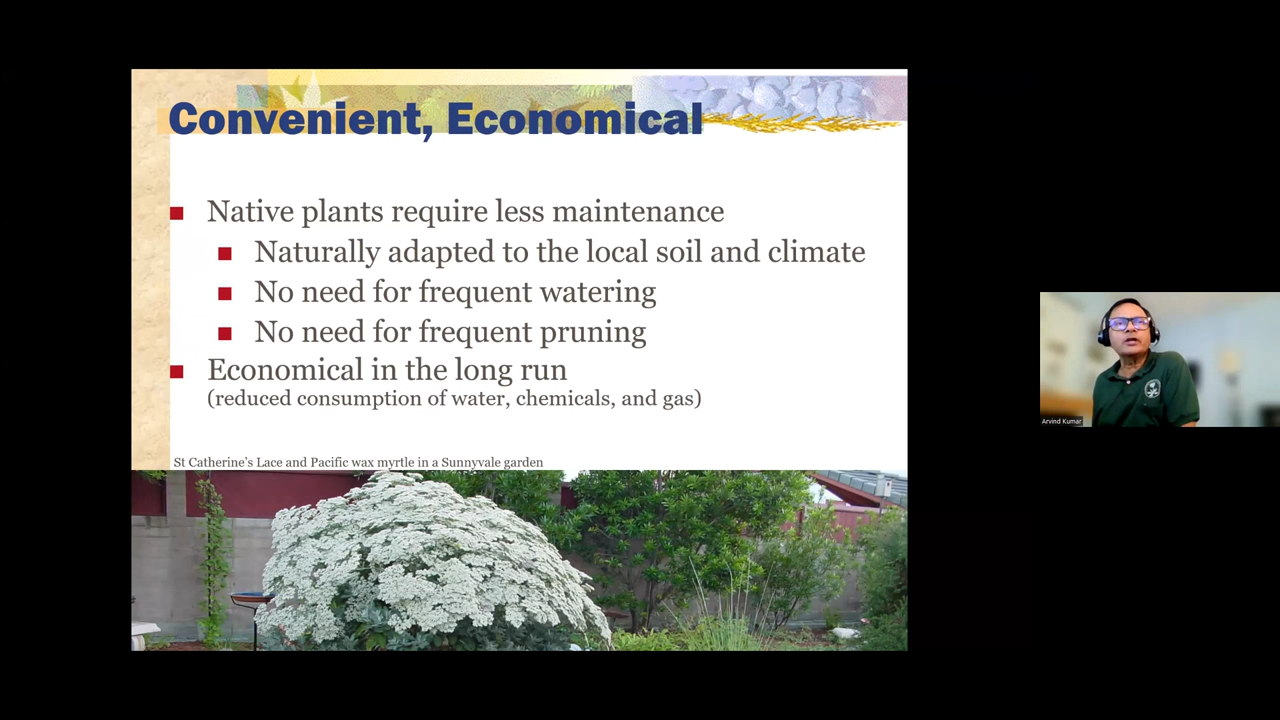 Convenient, Economical
Native plants require less maintenance
Naturally adapted to the local soil and climate
No need for frequent watering
No need for frequent pruning
Economical in the long run
(reduced consumption of water, chemicals, and gas)
St Catherine's Lace and Pacific wax myrtle in a Sunnyvale garden
Arvind Kumar